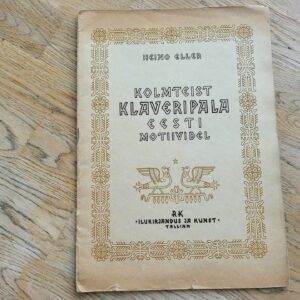 HEINO ELLER
KOLMTEIST
KLAVERIPALA
EESTI
MOTIIVIDEL
RK
"ILUKIRJANDUS JA KUNST"
TALLINN